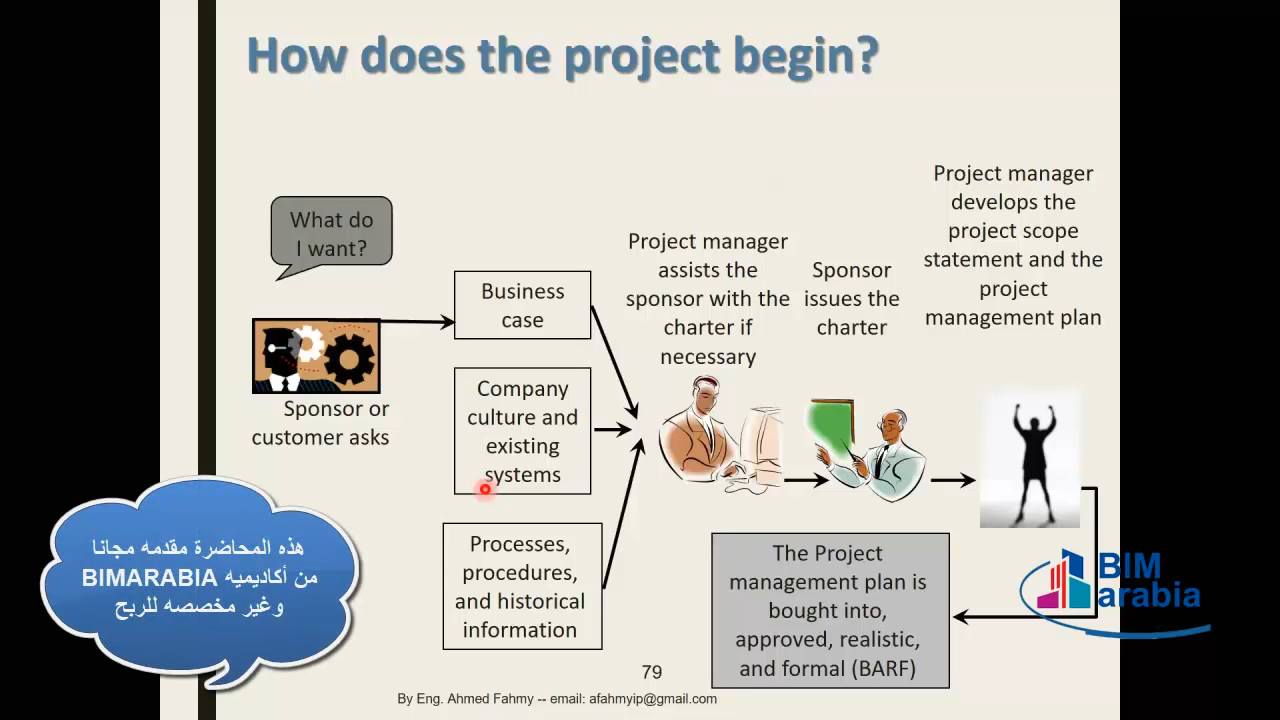 How does the project begin?
What do
I want?
Sponsor or
customer asks
Business
case
Company
culture and
existing
systems
Processes,
procedures,
and historical
information
Project manager
assists the
sponsor with the
charter if
necessary
Sponsor
issues the
charter
Project manager
develops the
project scope
statement and the
project
management plan
The Project
management plan is
bought into,
approved, realistic,
and formal (BARF)
هذه المحاضرة مقدمه مجانا
من أكاديميه BIMARABIA
وغير مخصصه للربح
BIM
arabia
79
By Eng. Ahmed Fahmy -- email: afahmyip@gmail.com